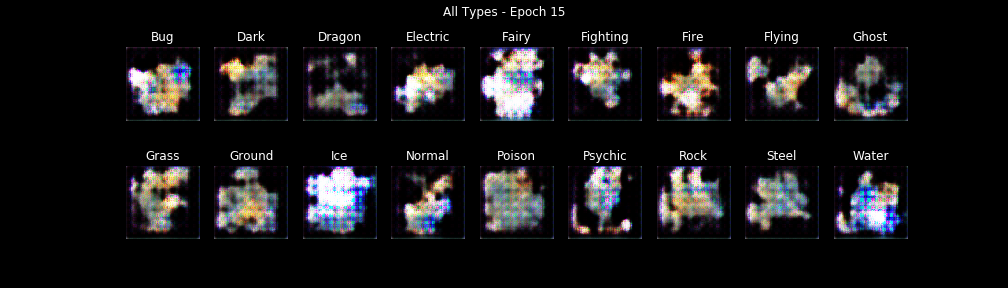 All Types - Epoch 15
Bug Dark Dragon Electric Fairy Fighting Fire Flying Ghost
Grass Ground Ice Normal Poison Psychic Rock Steel Water